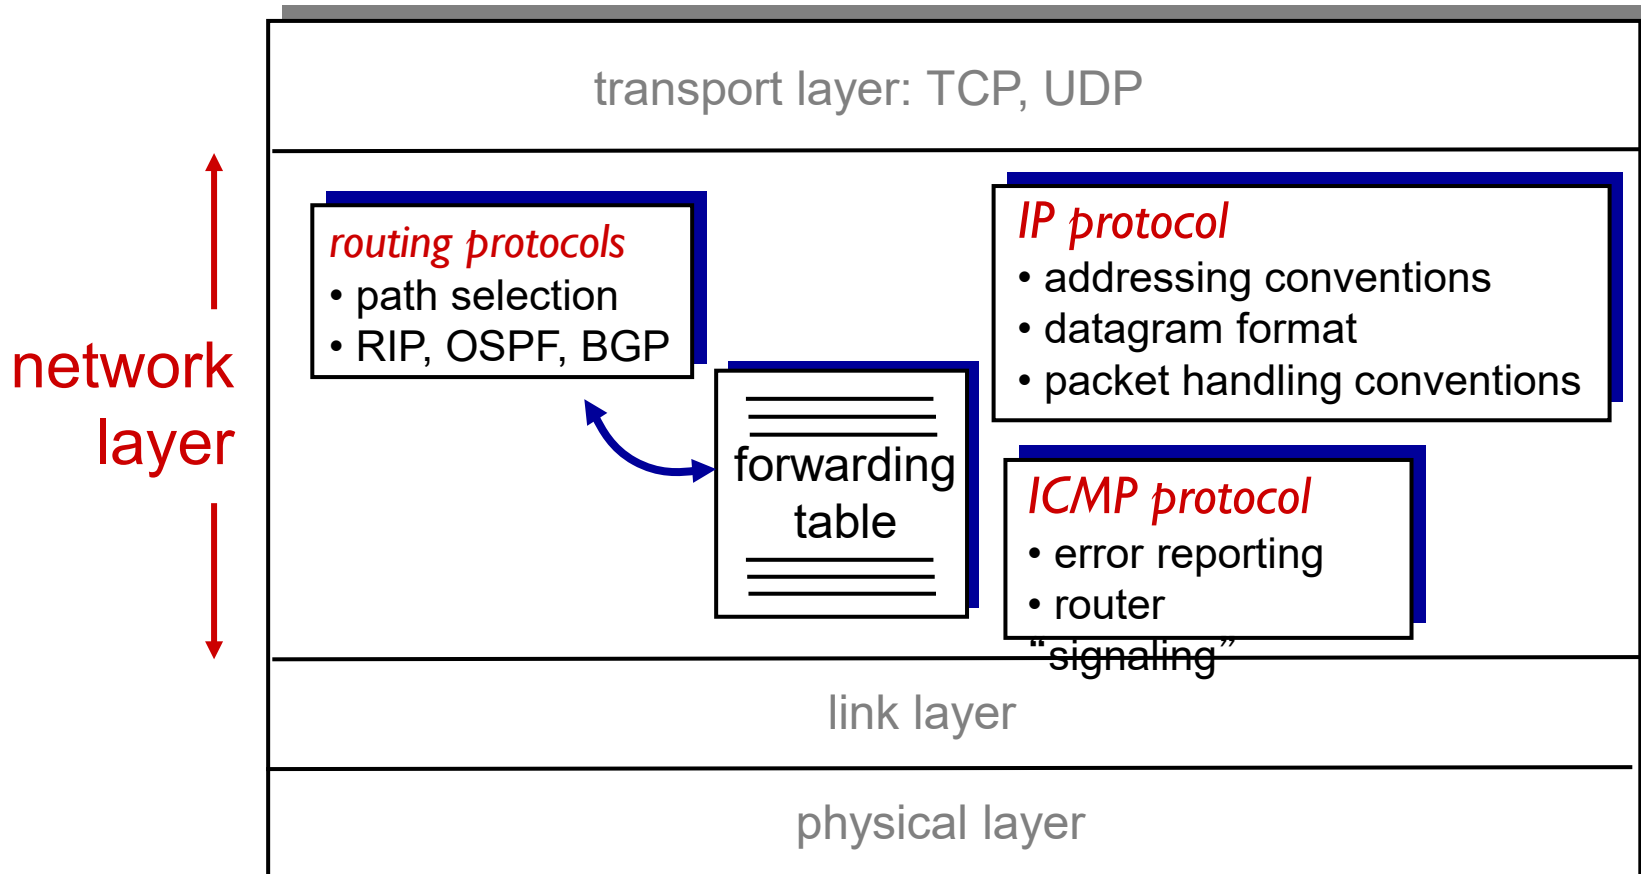 transport layer: TCP, UDP
network
layer
routing protocols
• path selection
• RIP, OSPF, BGP
forwarding
table
IP protocol
• addressing conventions
• datagram format
• packet handling conventions
ICMP protocol
• error reporting
• router
“signaling”
link layer
physical layer